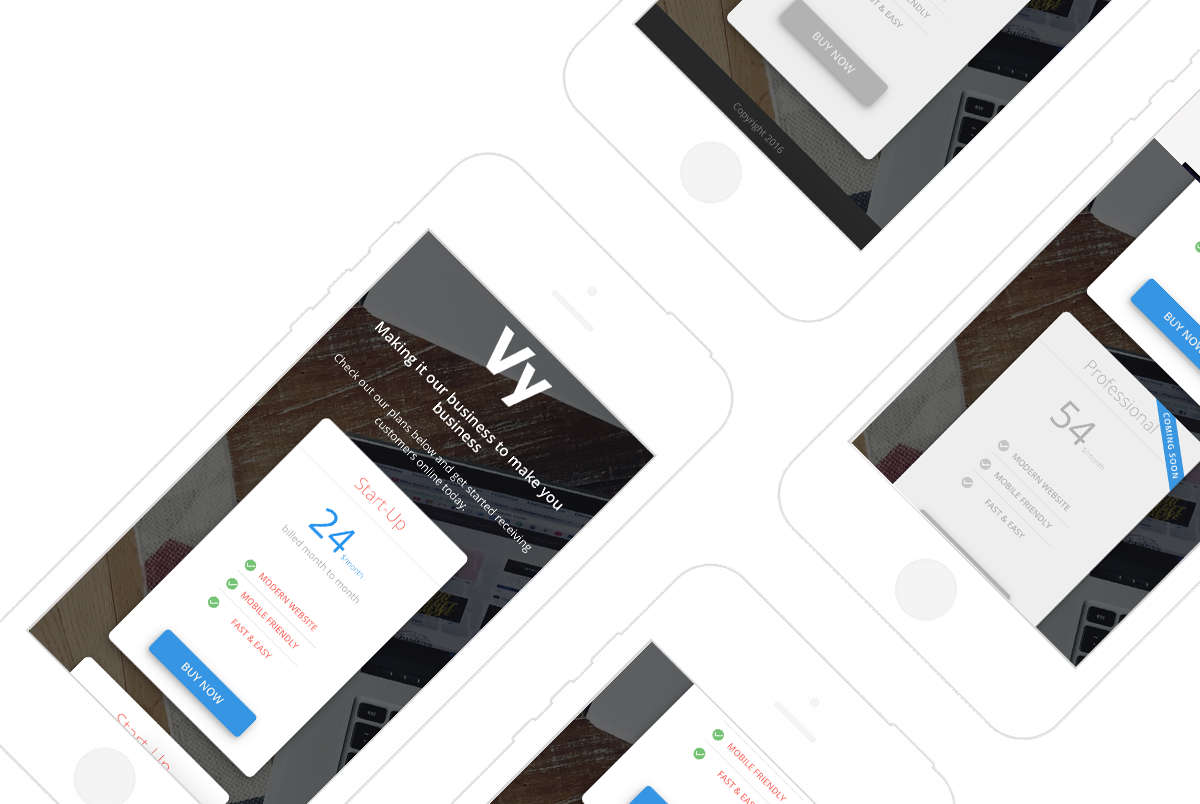 Vy
Making it our business to make you
business
Check out our plans below and get started receiving
customers online today.
Start-Up
24
$/month
billed month to month
MODERN WEBSITE
MOBILE FRIENDLY
FAST & EASY
BUY NOW
Start-Up
BUY NOW
Copyright 2016
BUY NOW
Professional
54
$/month
COMING SOON
MODERN WEBSITE
MOBILE FRIENDLY
FAST & EASY
esc
MOBILE FRIENDLY
FAST & EASY